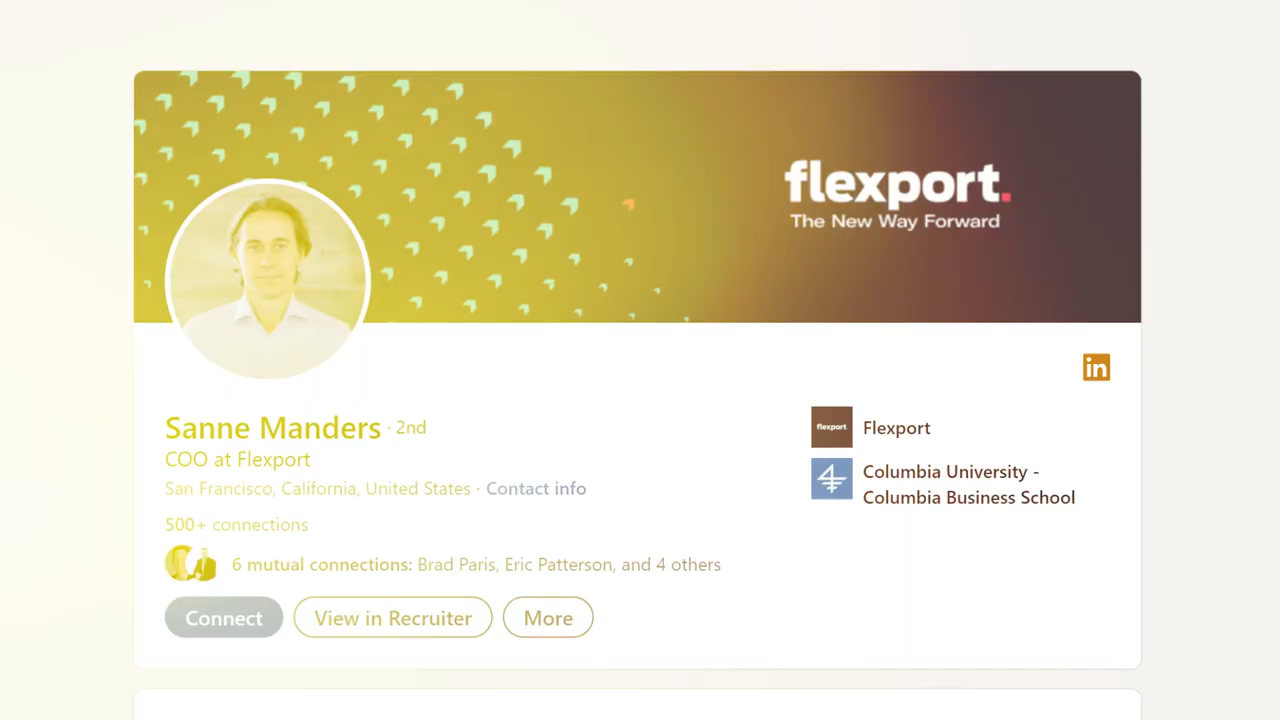 flexport.
The New Way Forward
in
Sanne Manders · 2nd
COO at Flexport
San Francisco, California, United States · Contact info
500+ connections
6 mutual connections: Brad Paris, Eric Patterson, and 4 others
Connect
View in Recruiter
More
flexport
Flexport
Columbia University -
Columbia Business School